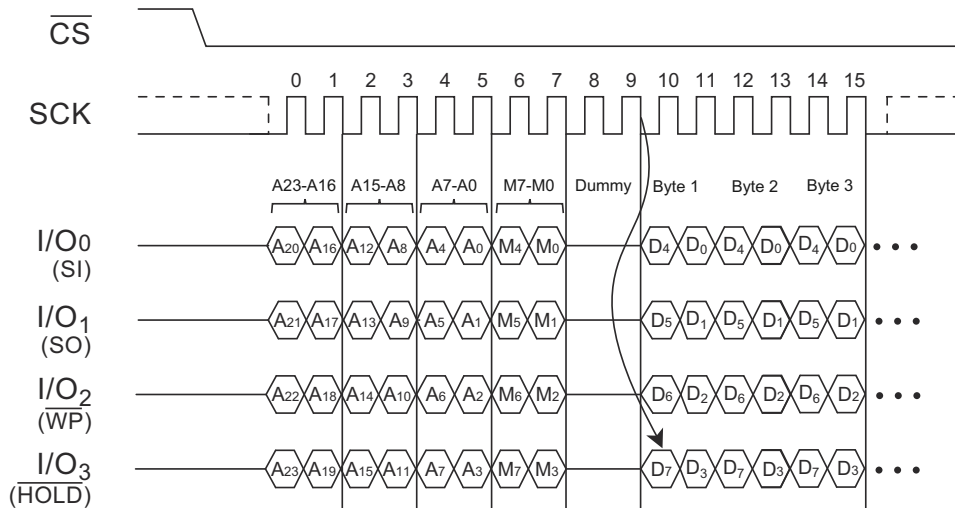 CS
0 1 2 3 4 5 6 7 8 9 10 11 12 13 14 15
SCK
A23-A16 A15-A8 A7-A0 M7-M0 Dummy Byte 1 Byte 2 Byte 3
I/O0 A20 A16 A12 A8 A4 A0 M4 M0 D4 D0 D4 D0 D4 D0
(SI)
I/O1 A21 A17 A13 A9 A5 A1 M5 M1 D5 D1 D5 D1 D5 D1
(SO)
I/O2 A22 A18 A14 A10 A6 A2 M6 M2 D6 D2 D6 D2 D6 D2
(WP)
I/O3 A23 A19 A15 A11 A7 A3 M7 M3 D7 D3 D7 D3 D7 D3
(HOLD)